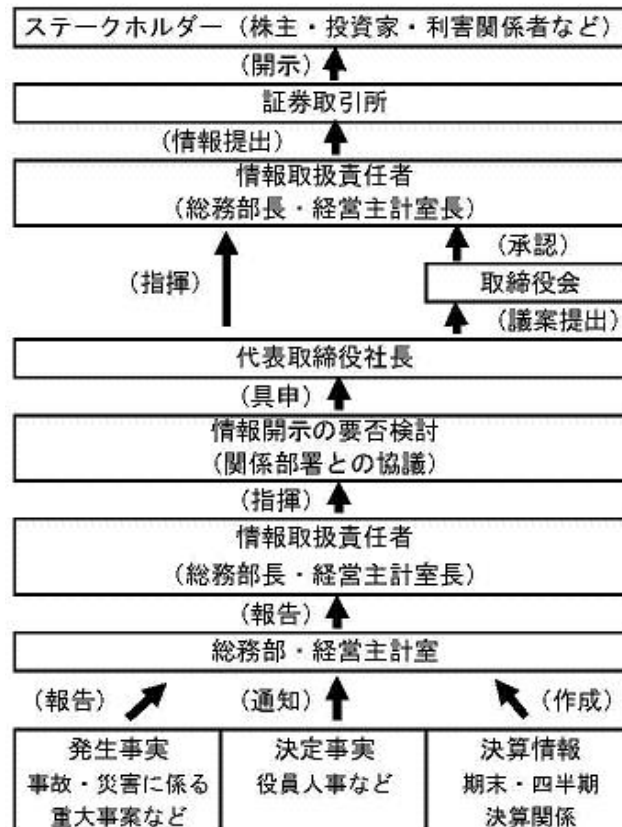 ステークホルダー（株主・投資家・利害関係者など）
（開示）
証券取引所
（情報提出）
情報取扱責任者
（総務部長・経営主計室長）
（承認）
（指揮）
取締役会
（議案提出）
代表取締役社長
（具申）
情報開示の要否検討
（関係部署との協議）
（指揮）
情報取扱責任者
（総務部長・経営主計室長）
（報告）
総務部・経営主計室
（報告） （通知） （作成）
発生事実
事故・災害に係る
重大事案など
決定事実
役員人事など
決算情報
期末・四半期
決算関係